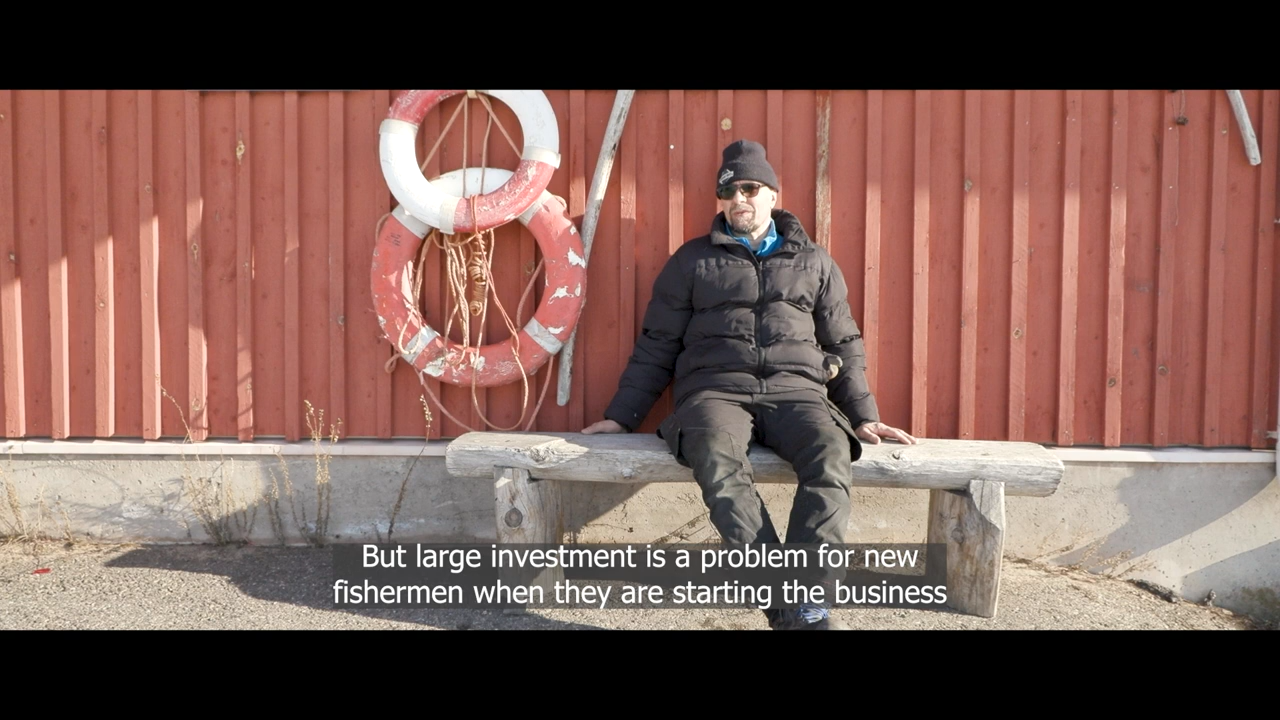 But large investment is a problem for new
fishermen when they are starting the business